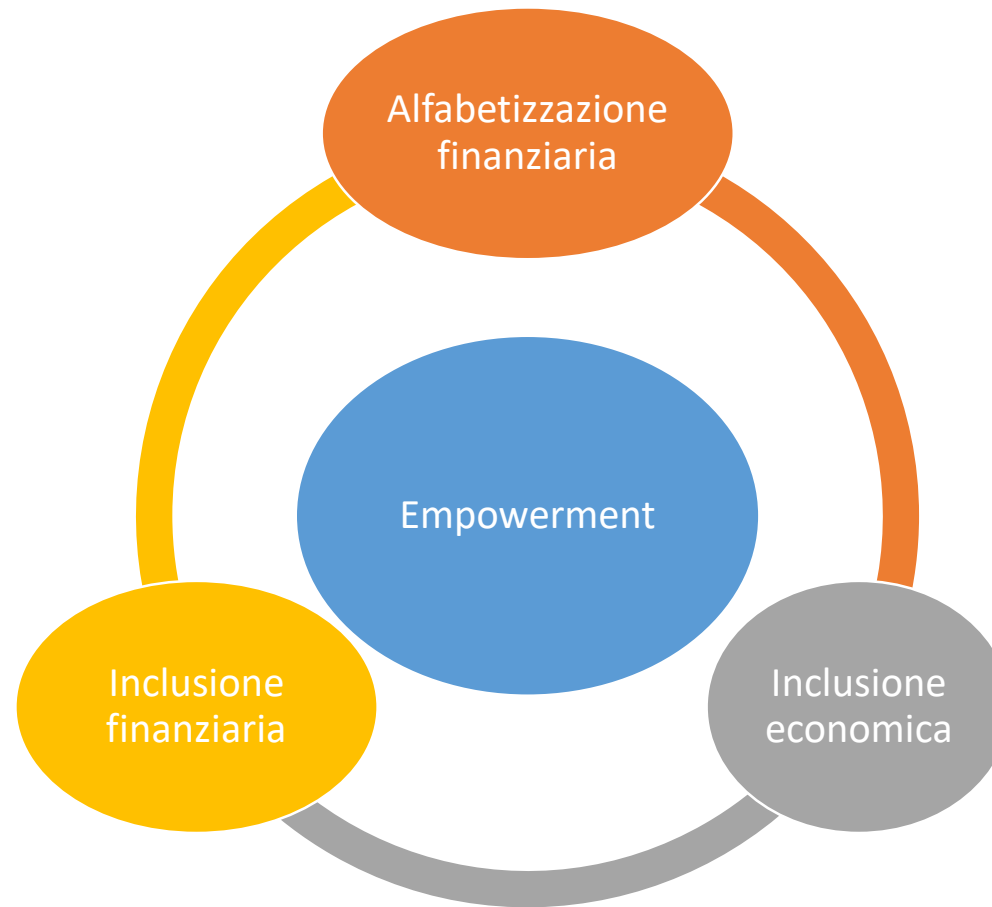 Alfabetizzazione
finanziaria
Empowerment
Inclusione
finanziaria
Inclusione
economica